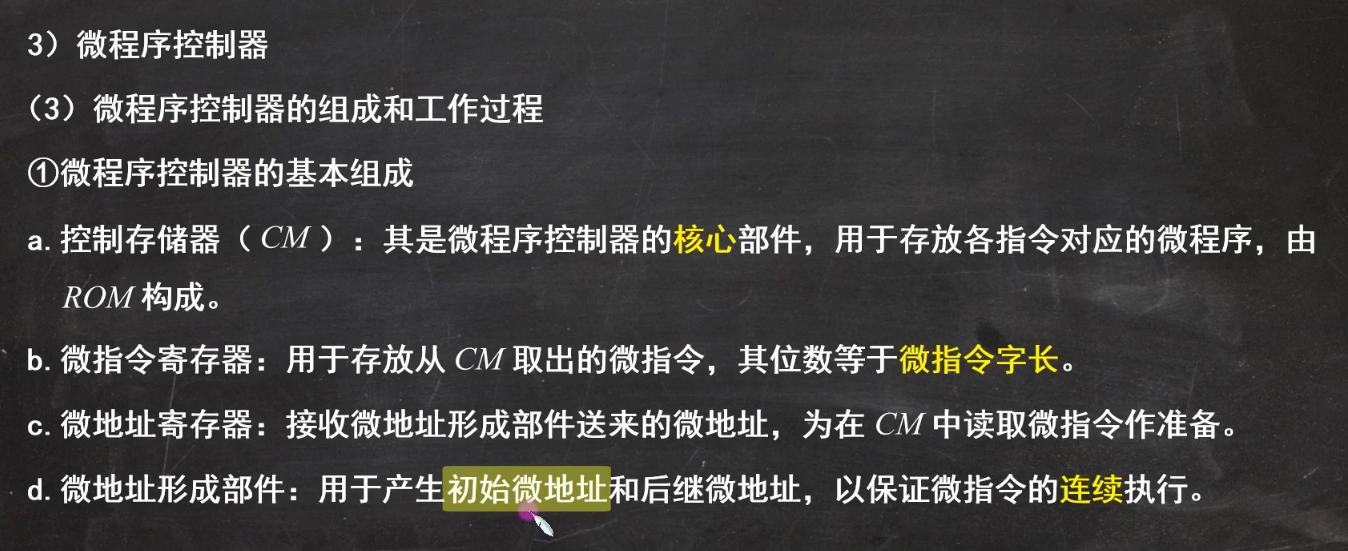 3）微程序控制器
（3）微程序控制器的组成和工作过程
①微程序控制器的基本组成
a. 控制存储器（ CM ）：其是微程序控制器的核心部件，用于存放各指令对应的微程序，由
ROM 构成。
b. 微指令寄存器：用于存放从 CM 取出的微指令，其位数等于微指令字长。
c. 微地址寄存器：接收微地址形成部件送来的微地址，为在 CM 中读取微指令作准备。
d. 微地址形成部件：用于产生初始微地址和后继微地址，以保证微指令的连续执行。